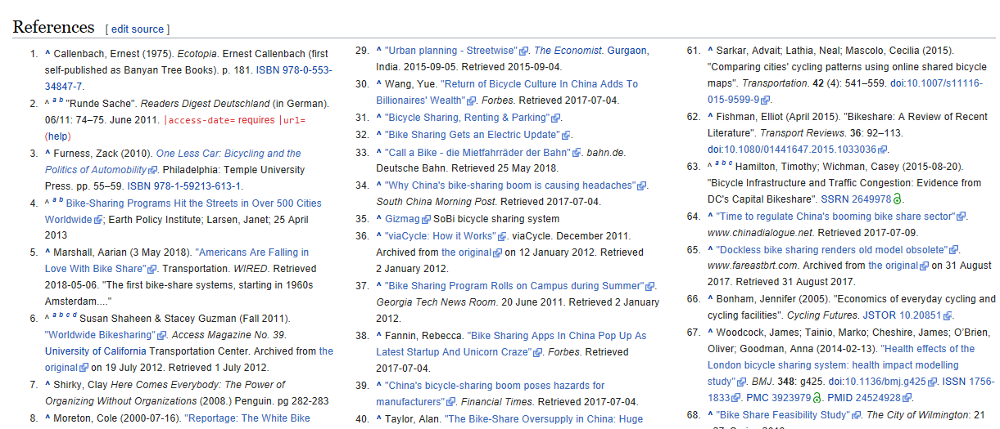 References [ edit source ]
1. ^ Callenbach, Ernest (1975). Ecotopia. Ernest Callenbach (first
self-published as Banyan Tree Books). p. 181. ISBN 978-0-553-
34847-7.
2. ^ a b "Runde Sache". Readers Digest Deutschland (in German).
06/11: 74–75. June 2011. |access-date= requires |url=
(help)
3. ^ Furness, Zack (2010). One Less Car: Bicycling and the
Politics of Automobility. Philadelphia: Temple University
Press. pp. 55–59. ISBN 978-1-59213-613-1.
4. ^ a b Bike-Sharing Programs Hit the Streets in Over 500 Cities
Worldwide; Earth Policy Institute; Larsen, Janet; 25 April
2013
5. ^ Marshall, Aarian (3 May 2018). "Americans Are Falling in
Love With Bike Share". Transportation. WIRED. Retrieved
2018-05-06. "The first bike-share systems, starting in 1960s
Amsterdam...."
6. ^ a b c d Susan Shaheen & Stacey Guzman (Fall 2011).
"Worldwide Bikesharing". Access Magazine No. 39.
University of California Transportation Center. Archived from the
original on 19 July 2012. Retrieved 1 July 2012.
7. ^ Shirky, Clay Here Comes Everybody: The Power of
Organizing Without Organizations (2008.) Penguin. pg 282-283
8. ^ Moreton, Cole (2000-07-16). "Reportage: The White Bike
29. ^ "Urban planning - Streetwise". The Economist. Gurgaon,
India. 2015-09-05. Retrieved 2015-09-04.
30. ^ Wang, Yue. "Return of Bicycle Culture In China Adds To
Billionaires' Wealth". Forbes. Retrieved 2017-07-04.
31. ^ "Bicycle Sharing, Renting & Parking".
32. ^ "Bike Sharing Gets an Electric Update".
33. ^ "Call a Bike - die Mietfahrräder der Bahn". bahn.de.
Deutsche Bahn. Retrieved 25 May 2018.
34. ^ "Why China's bike-sharing boom is causing headaches".
South China Morning Post. Retrieved 2017-07-04.
35. ^ Gizmag SoBi bicycle sharing system
36. ^ "viaCycle: How it Works". viaCycle. December 2011.
Archived from the original on 12 January 2012. Retrieved
2 January 2012.
37. ^ "Bike Sharing Program Rolls on Campus during Summer".
Georgia Tech News Room. 20 June 2011. Retrieved 2 January
2012.
38. ^ Fannin, Rebecca. "Bike Sharing Apps In China Pop Up As
Latest Startup And Unicorn Craze". Forbes. Retrieved
2017-07-04.
39. ^ "China's bicycle-sharing boom poses hazards for
manufacturers". Financial Times. Retrieved 2017-07-04.
40. ^ Taylor, Alan. "The Bike-Share Oversupply in China: Huge
61. ^ Sarkar, Advait; Lathia, Neal; Mascolo, Cecilia (2015).
"Comparing cities' cycling patterns using online shared bicycle
maps". Transportation. 42 (4): 541–559. doi:10.1007/s11116-
015-9599-9.
62. ^ Fishman, Elliot (April 2015). "Bikeshare: A Review of Recent
Literature". Transport Reviews. 36: 92–113.
doi:10.1080/01441647.2015.1033036.
63. ^ a b c Hamilton, Timothy; Wichman, Casey (2015-08-20).
"Bicycle Infrastructure and Traffic Congestion: Evidence from
DC's Capital Bikeshare". SSRN 2649978.
64. ^ "Time to regulate China's booming bike share sector".
www.chinadialogue.net. Retrieved 2017-07-09.
65. ^ "Dockless bike sharing renders old model obsolete".
www.fareastbrt.com. Archived from the original on 31 August
2017. Retrieved 31 August 2017.
66. ^ Bonham, Jennifer (2005). "Economics of everyday cycling and
cycling facilities". Cycling Futures. JSTOR 10.20851.
67. ^ Woodcock, James; Tainio, Marko; Cheshire, James; O'Brien,
Oliver; Goodman, Anna (2014-02-13). "Health effects of the
London bicycle sharing system: health impact modelling
study". BMJ. 348: g425. doi:10.1136/bmj.g425. ISSN 1756-
1833. PMC 3923979. PMID 24524928.
68. ^ "Bike Share Feasibility Study". The City of Wilmington: 21